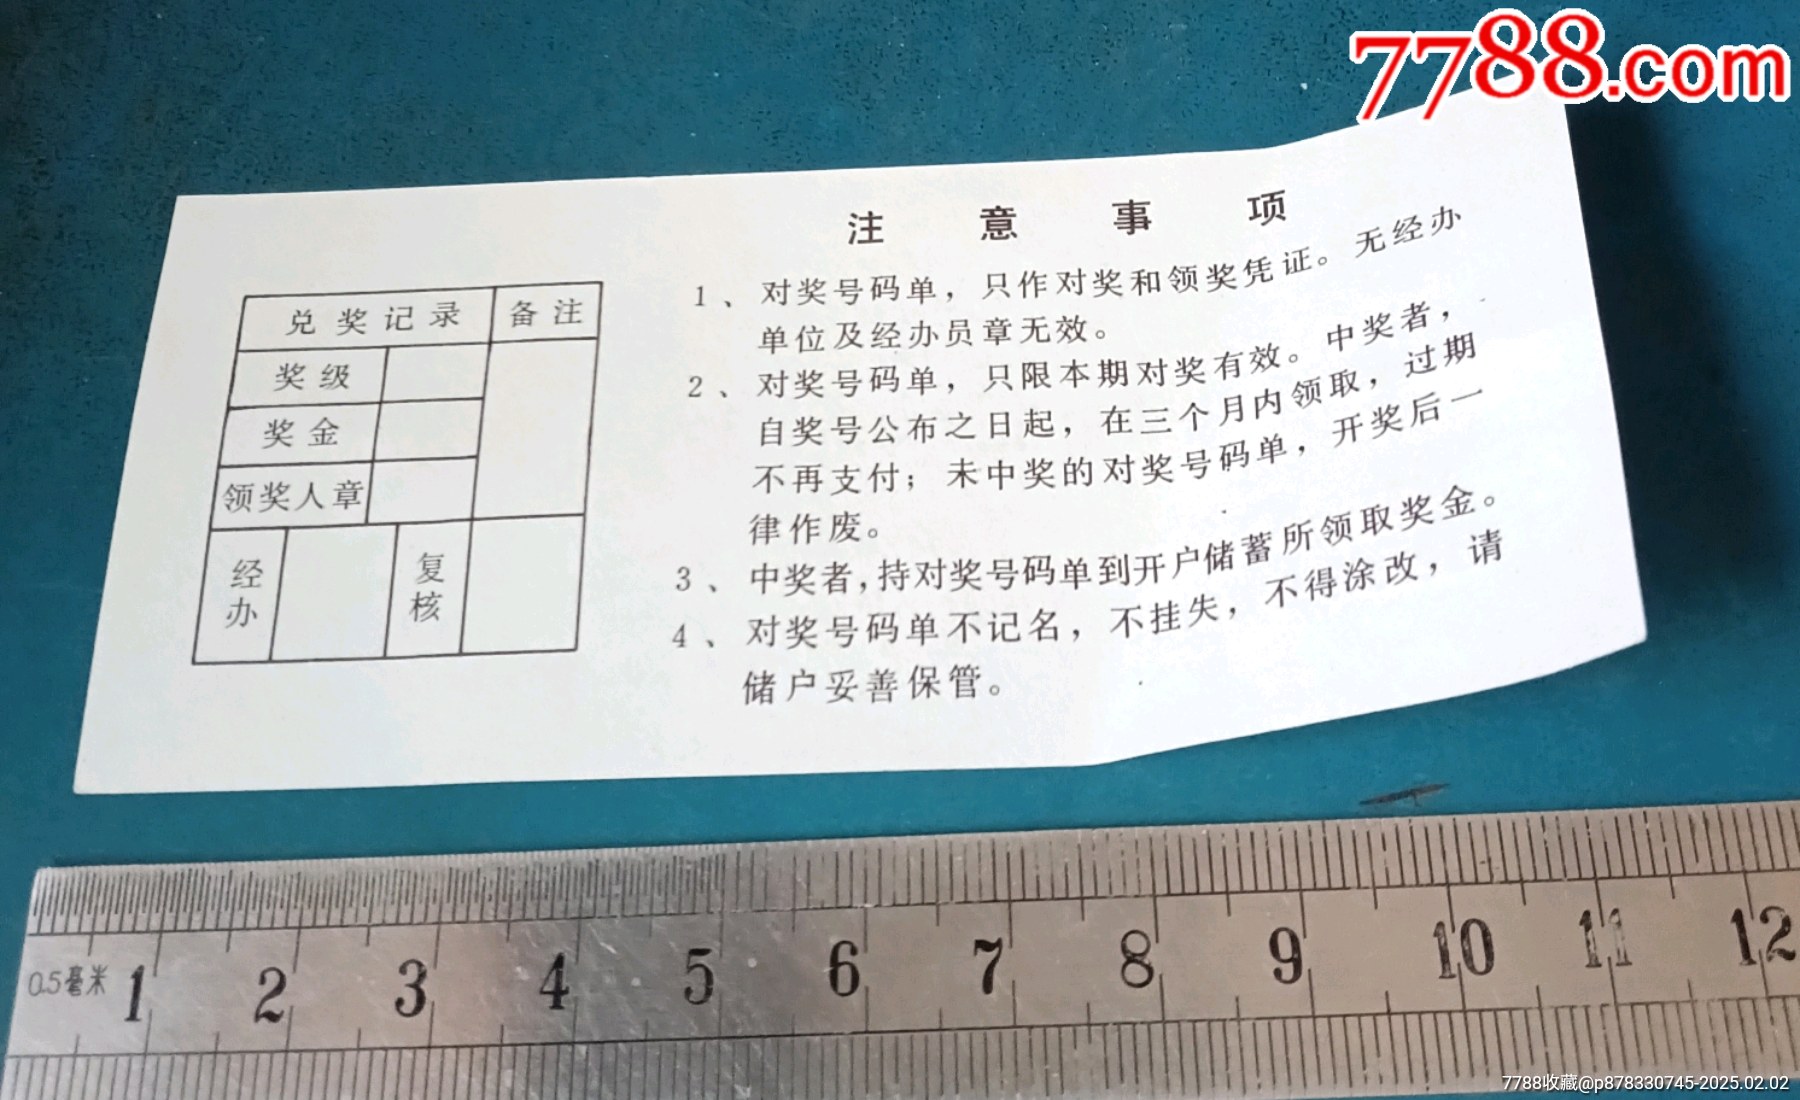 7788.com
注意事项
1、对奖号码单，只作对奖和领奖凭证。无经办
单位及经办员章无效。
2、对奖号码单，只限本期对奖有效。中奖者，
自奖号公布之日起，在三个月内领取，过期
不再支付；未中奖的对奖号码单，开奖后一
律作废。
3、中奖者，持对奖号码单到开户储蓄所领取奖金。
4、对奖号码单不记名，不挂失，不得涂改，请
储户妥善保管。
兑奖记录 备注
奖级
奖金
领奖人章
经办 复核
0.5毫米 1 2 3 4 5 6 7 8 9 10 11 12
7788收藏@p878330745-2025.02.02